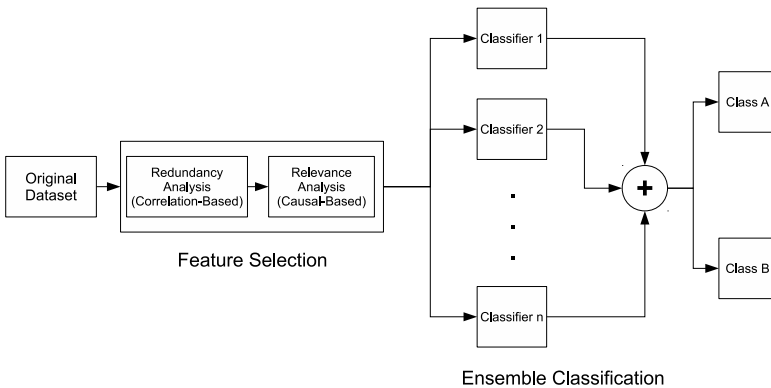 Original
Dataset
Redundancy
Analysis
(Correlation-Based)
Relevance
Analysis
(Causal-Based)
Feature Selection
Classifier 1
Classifier 2
Classifier n
+
Class A
Class B
Ensemble Classification